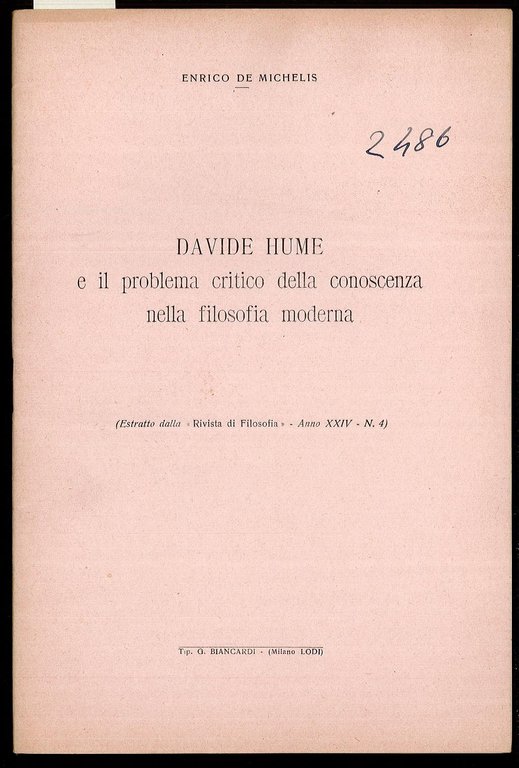 ENRICO DE MICHELIS
2486
DAVIDE HUME
e il problema critico della conoscenza
nella filosofia moderna
(Estratto dalla « Rivista di Filosofia » - Anno XXIV - N. 4)
Tip. G. BIANCARDI - (Milano LODI)